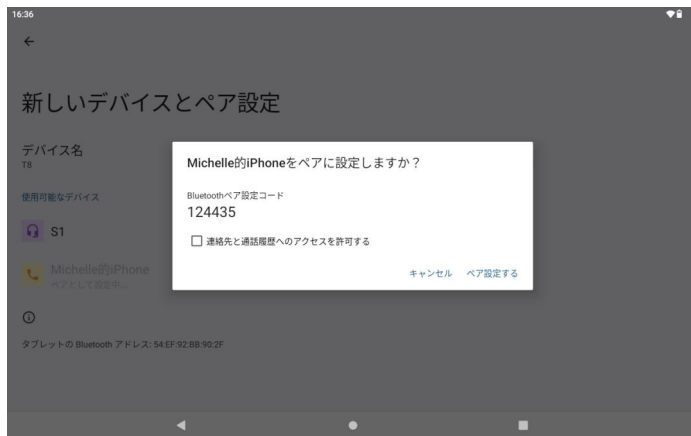 16:36
新しいデバイスとペア設定
デバイス名
T8
使用可能なデバイス
S1
Michelle的iPhone
ペアとして設定中...
タブレットの Bluetooth アドレス: 54:EF:92:BB:90:2F
Michelle的iPhoneをペアに設定しますか？
Bluetoothペア設定コード
124435
連絡先と通話履歴へのアクセスを許可する
キャンセル ペア設定する